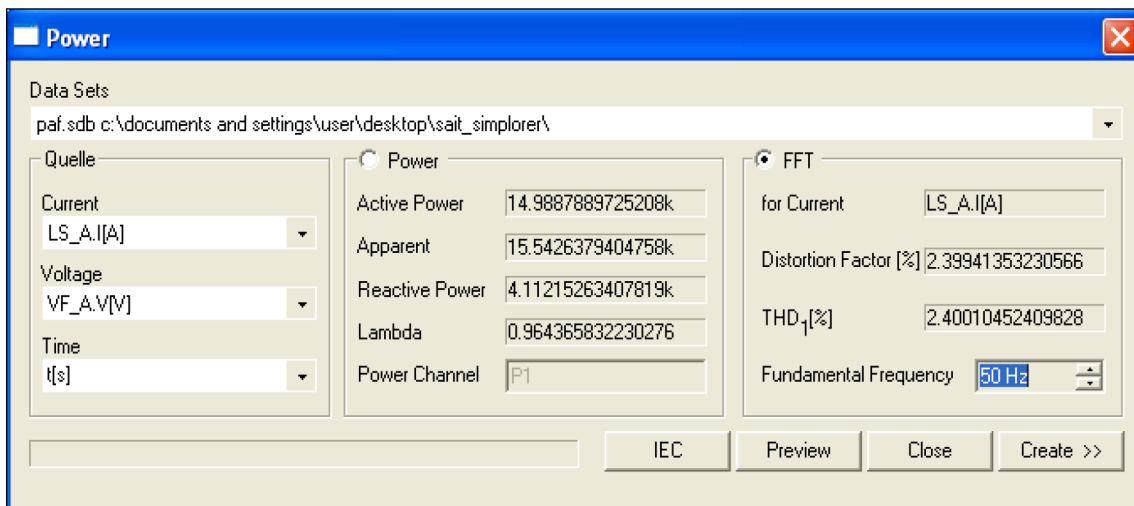 Power
Data Sets
paf.sdb c:\documents and settings\user\desktop\sait_simplorer\
Quelle
Current
LS_A.I[A]
Voltage
VF_A.V[V]
Time
t[s]
Power
Active Power 14.9887889725208k
Apparent 15.5426379404758k
Reactive Power 4.11215263407819k
Lambda 0.964365832230276
Power Channel P1
FFT
for Current LS_A.I[A]
Distortion Factor [%] 2.39941353230566
THD1[%] 2.40010452409828
Fundamental Frequency 50 Hz
IEC Preview Close Create >>